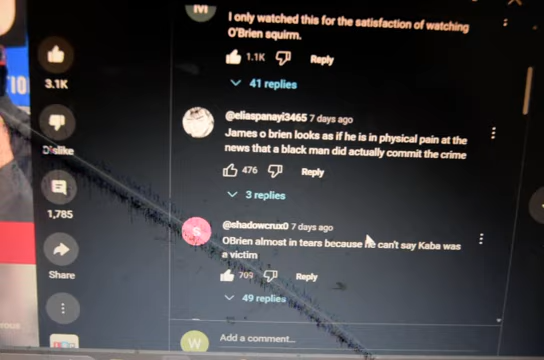 M
I only watched this for the satisfaction of watching
O'Brien squirm.
1.1K Reply
41 replies
3.1K
@eliaspanayi3465 7 days ago
James o brien looks as if he is in physical pain at the
news that a black man did actually commit the crime
Dislike
476 Reply
3 replies
1,785
@shadowcrux0 7 days ago
S
OBrien almost in tears because he can't say Kaba was
a victim
Share
709 Reply
49 replies
W
Add a comment...